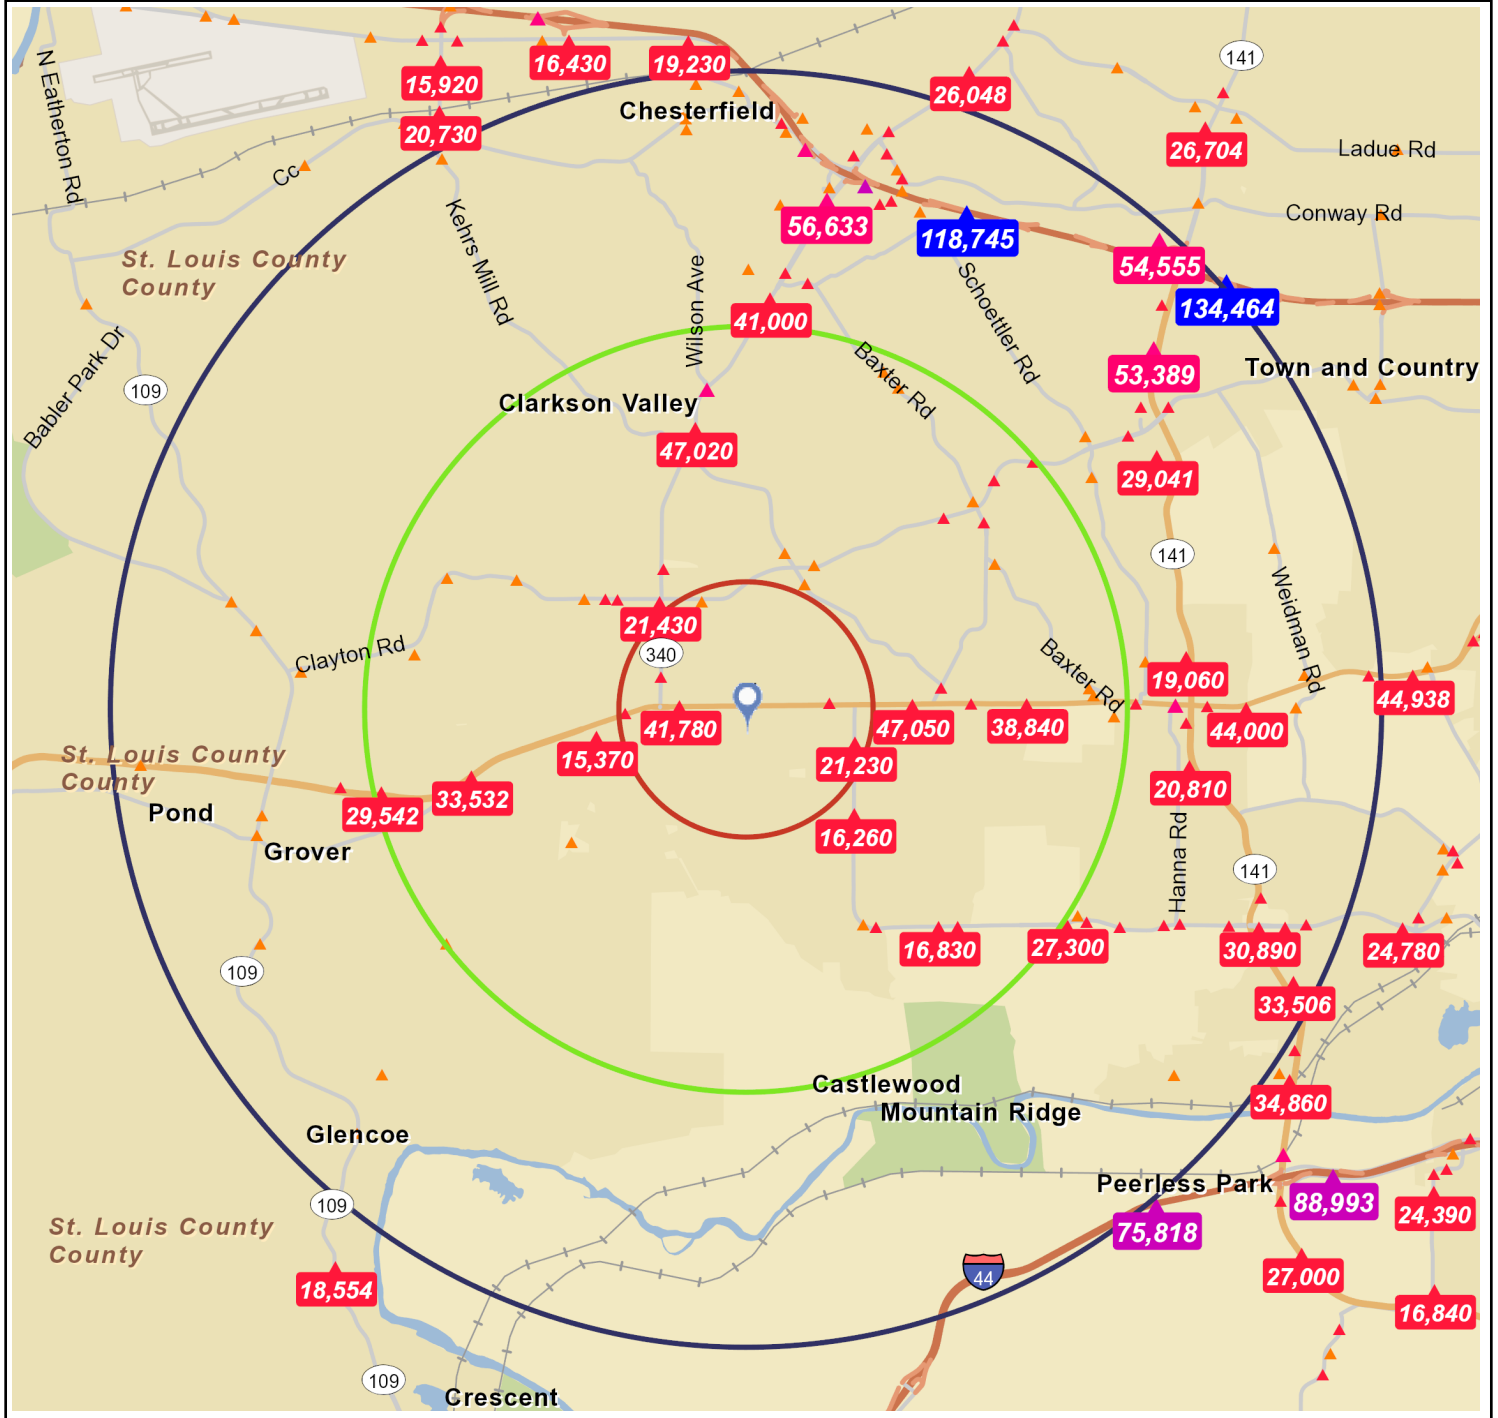 16,430
19,230
141
15,920
26,048
Chesterfield
20,730
26,704
Ladue Rd
N Eatherton Rd
Cc
Conway Rd
Kehrs Mill Rd
56,633
118,745
St. Louis County
County
54,555
134,464
Wilson Ave
Schoettler Rd
41,000
Babler Park Dr
109
Baxter Rd
53,389
Town and Country
Clarkson Valley
47,020
29,041
141
21,430
340
Clayton Rd
Weidman Rd
Baxter Rd
19,060
44,938
41,780
47,050
38,840
44,000
15,370
21,230
St. Louis County
County
20,810
33,532
29,542
Pond
16,260
Grover
Hanna Rd
141
16,830
27,300
30,890
24,780
109
33,506
Castlewood
34,860
Mountain Ridge
Glencoe
Peerless Park
109
88,993
24,390
St. Louis County
County
75,818
44
27,000
18,554
16,840
109
Crescent